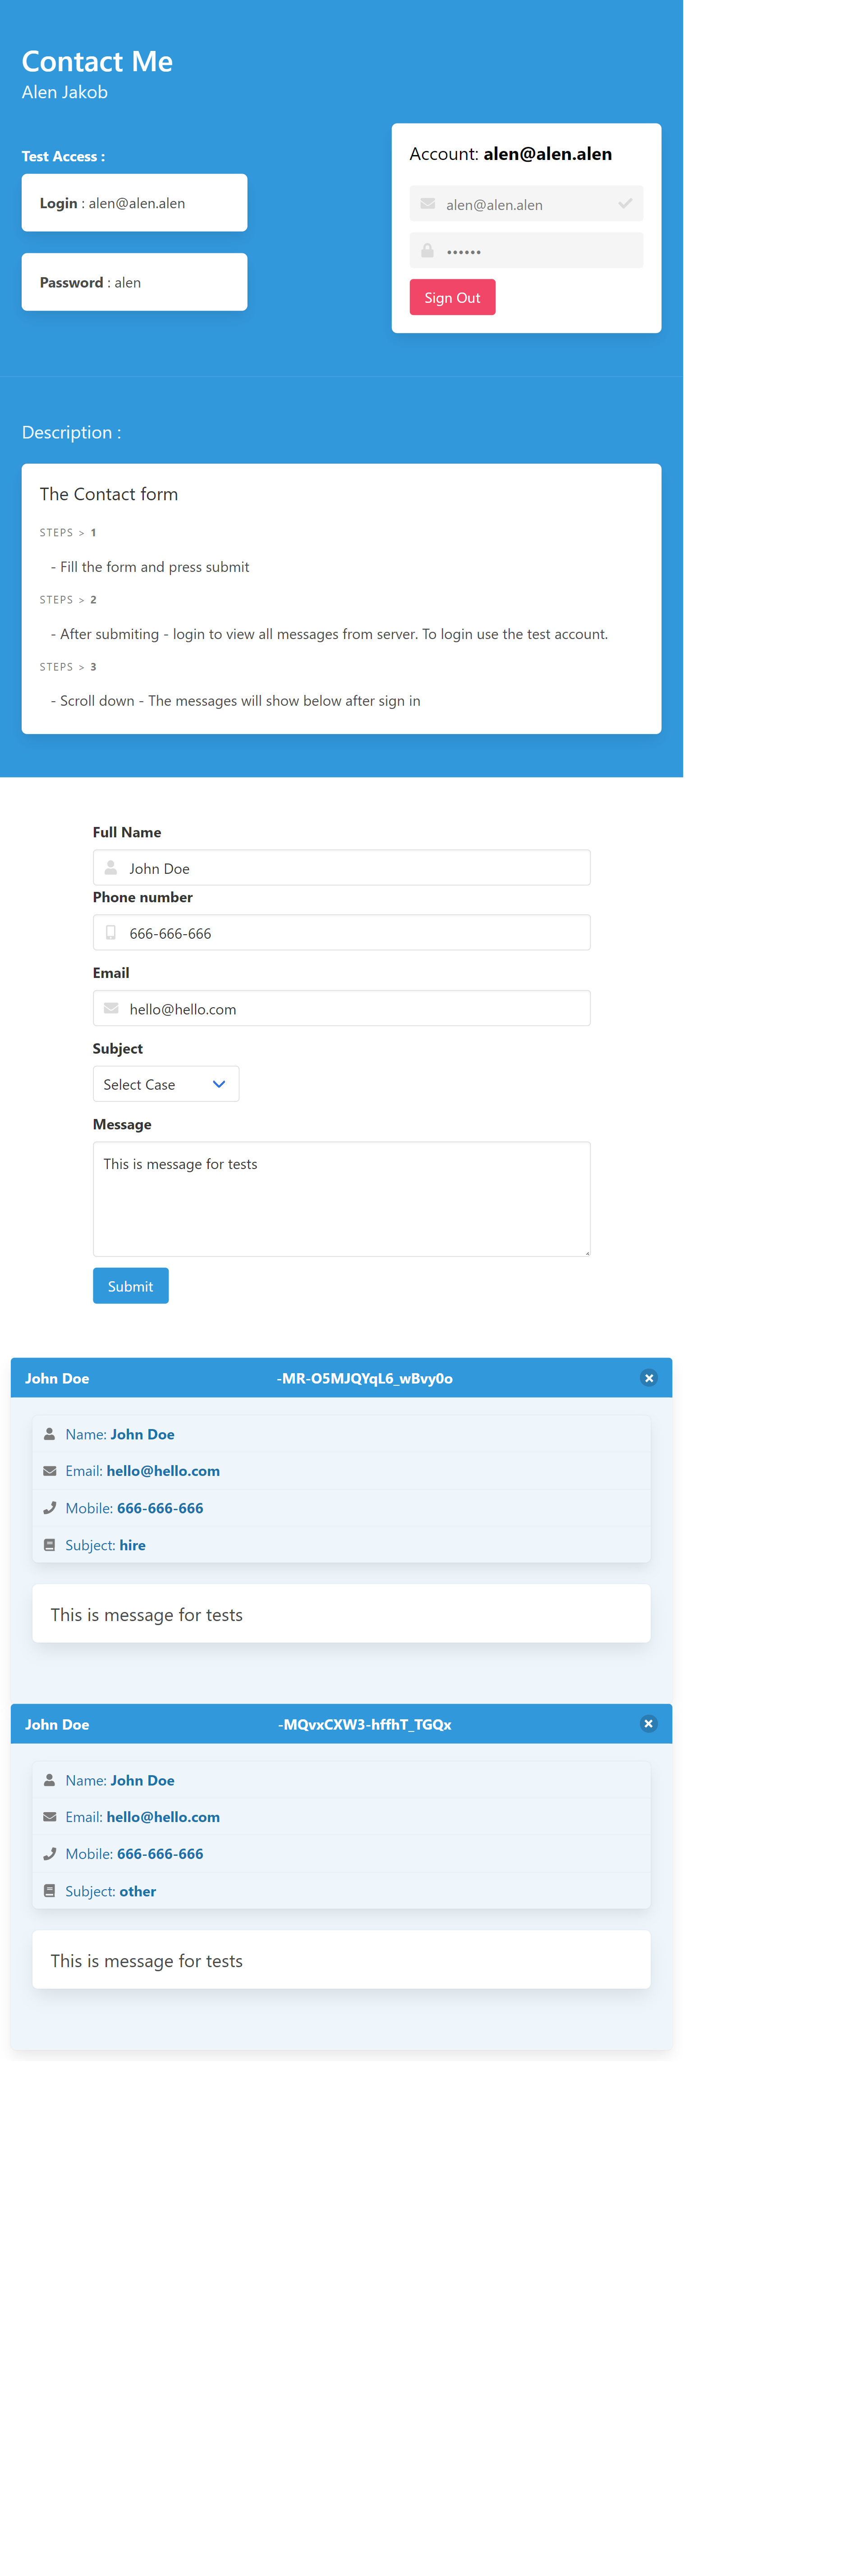 Contact Me
Alen Jakob
Test Access :
Login : alen@alen.alen
Password : alen
Account: alen@alen.alen
alen@alen.alen
••••••
Sign Out
Description :
The Contact form
STEPS > 1
- Fill the form and press submit
STEPS > 2
- After submiting - login to view all messages from server. To login use the test account.
STEPS > 3
- Scroll down - The messages will show below after sign in
Full Name
John Doe
Phone number
666-666-666
Email
hello@hello.com
Subject
Select Case
Message
This is message for tests
Submit
John Doe -MR-O5MJQYqL6_wBvy0o
Name: John Doe
Email: hello@hello.com
Mobile: 666-666-666
Subject: hire
This is message for tests
John Doe -MQvxCXW3-hffhT_TGQx
Name: John Doe
Email: hello@hello.com
Mobile: 666-666-666
Subject: other
This is message for tests